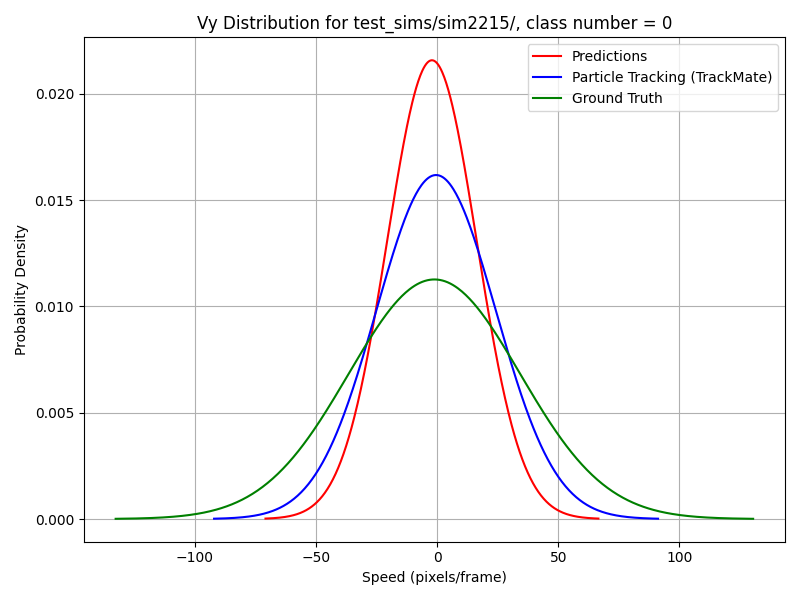 Vy Distribution for test_sims/sim2215/, class number = 0
Predictions
Particle Tracking (TrackMate)
Ground Truth
Probability Density
0.020
0.015
0.010
0.005
0.000
−100
−50
0
50
100
Speed (pixels/frame)